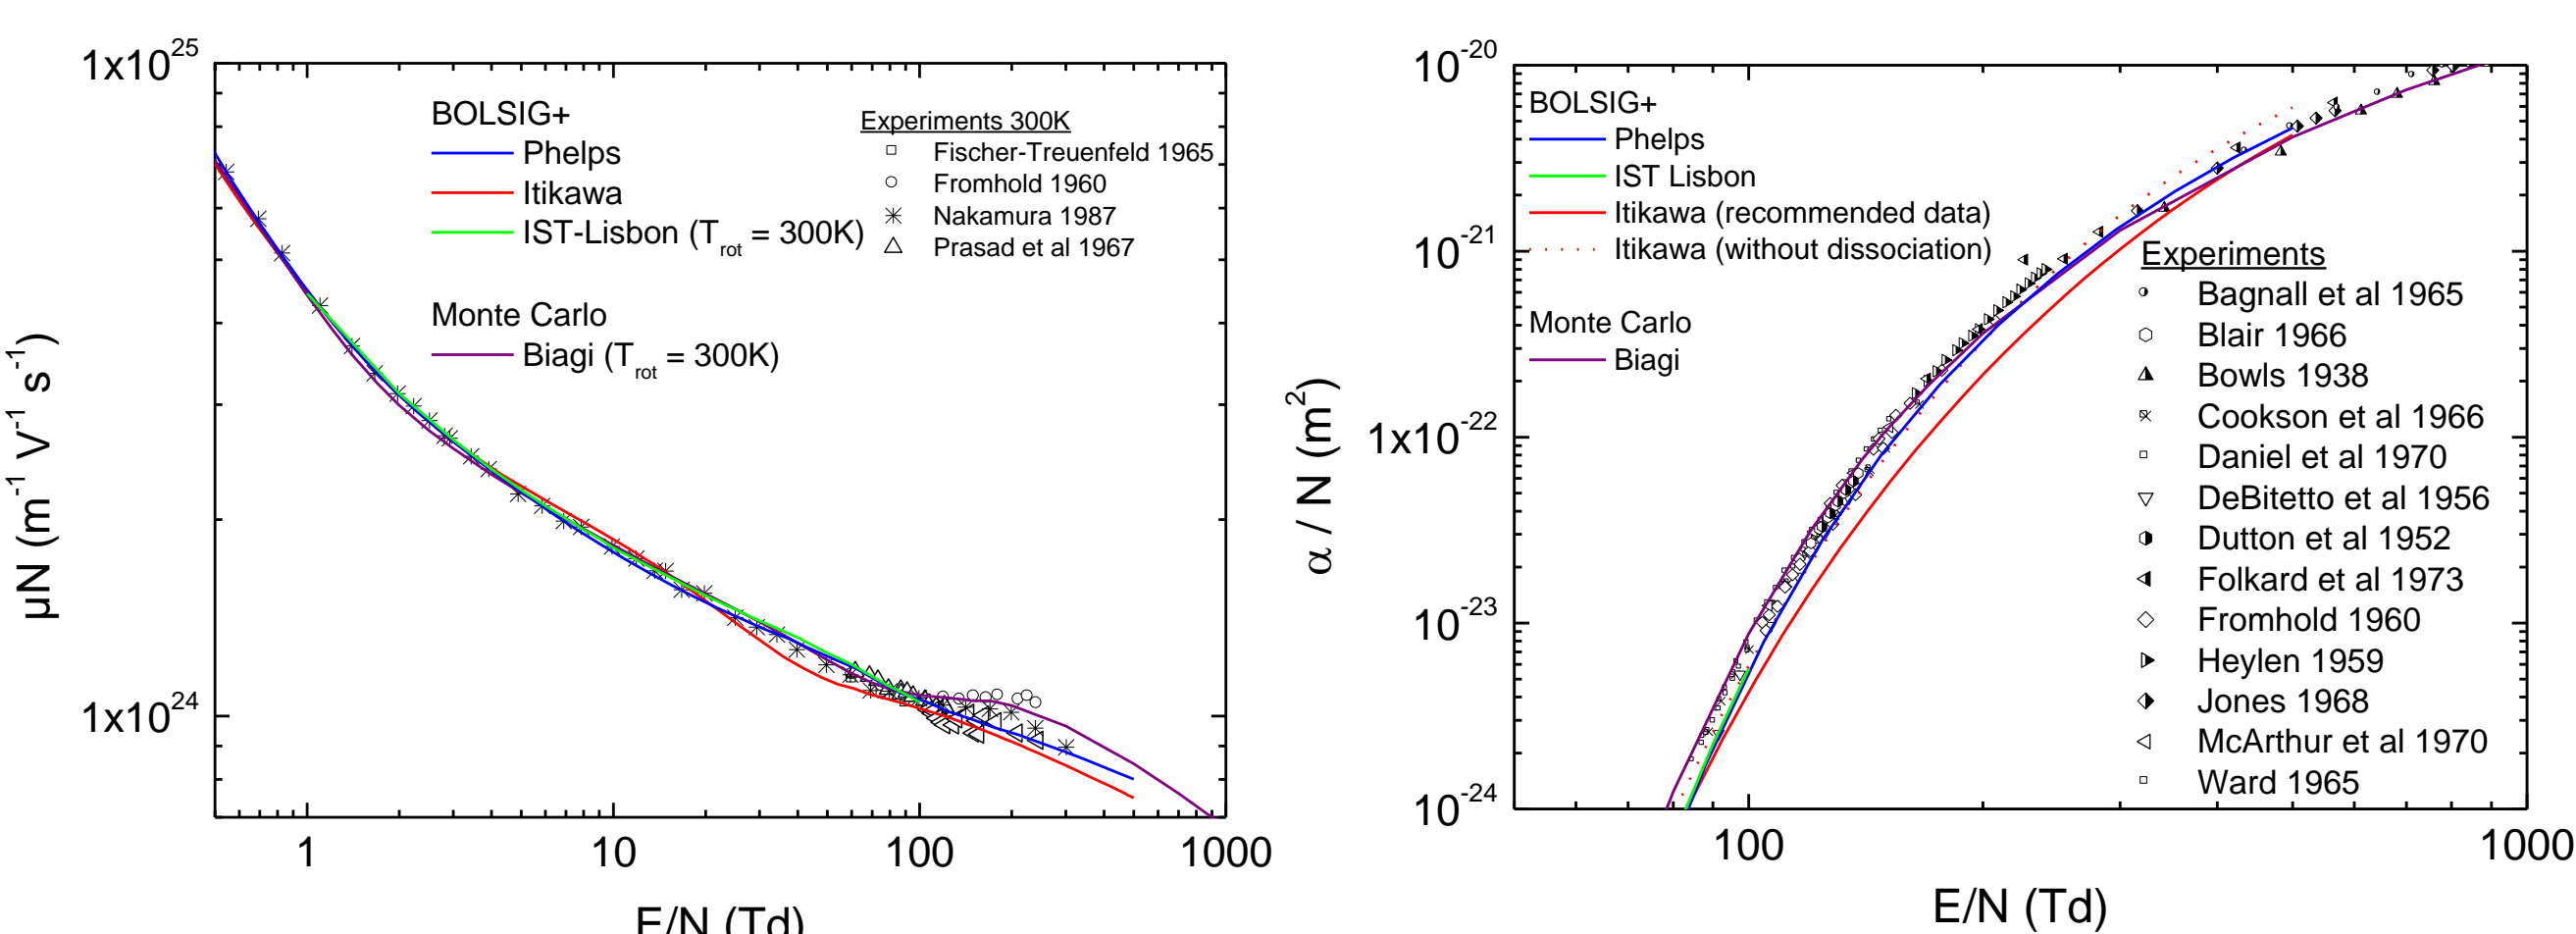 1x10^25
1x10^24
µN (m^-1 V^-1 s^-1)
BOLSIG+
Phelps
Itikawa
IST-Lisbon (T_rot = 300K)
Monte Carlo
Biagi (T_rot = 300K)
Experiments 300K
Fischer-Treuenfeld 1965
Fromhold 1960
Nakamura 1987
Prasad et al 1967
1 10 100 1000
E/N (Td)
10^-20
10^-21
1x10^-22
10^-23
10^-24
α / N (m^2)
BOLSIG+
Phelps
IST Lisbon
Itikawa (recommended data)
Itikawa (without dissociation)
Monte Carlo
Biagi
Experiments
Bagnall et al 1965
Blair 1966
Bowls 1938
Cookson et al 1966
Daniel et al 1970
DeBitetto et al 1956
Dutton et al 1952
Folkard et al 1973
Fromhold 1960
Heylen 1959
Jones 1968
McArthur et al 1970
Ward 1965
100 1000
E/N (Td)